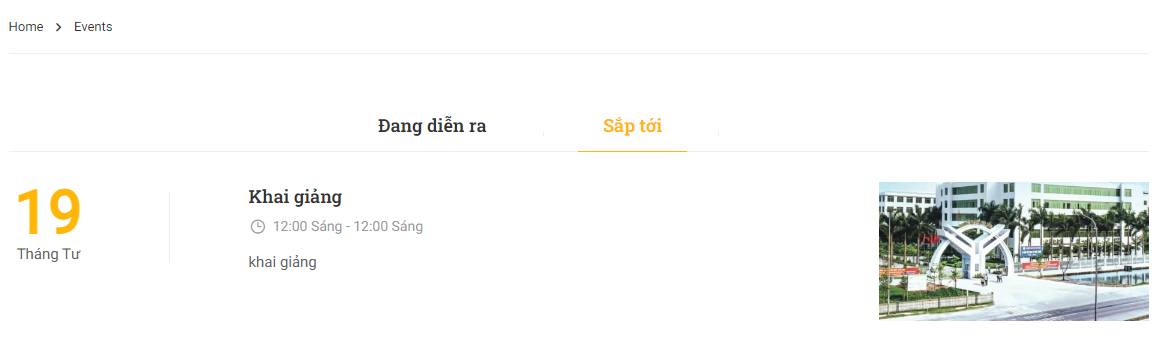 Home > Events
Đang diễn ra
Sắp tới
19
Tháng Tư
Khai giảng
12:00 Sáng - 12:00 Sáng
khai giảng